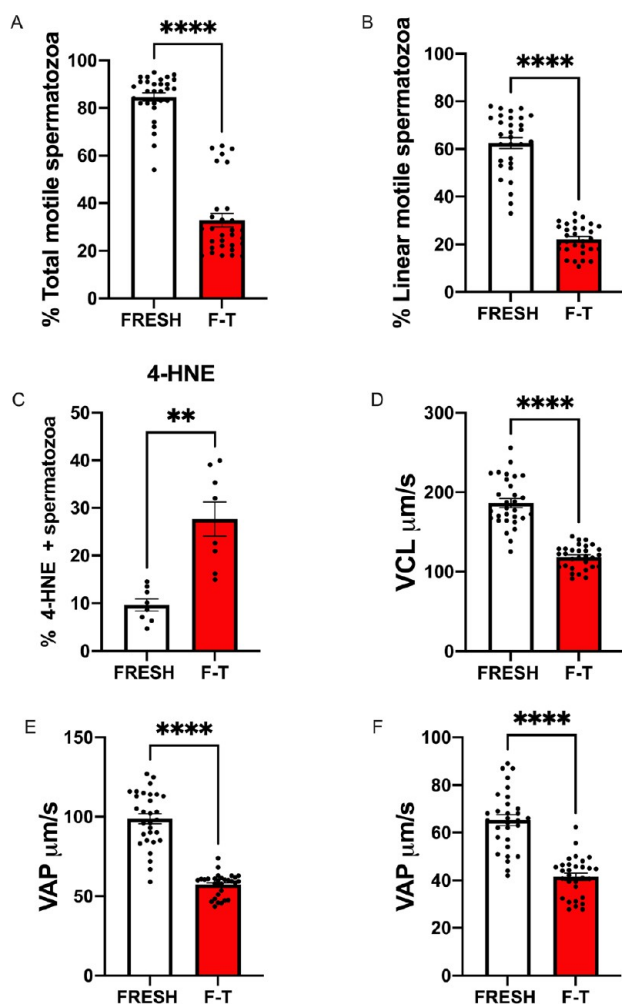 A
% Total motile spermatozoa
****
100
80
60
40
20
0
FRESH F-T
B
% Linear motile spermatozoa
****
100
80
60
40
20
0
FRESH F-T
C
4-HNE
% 4-HNE + spermatozoa
**
50
40
30
20
10
0
FRESH F-T
D
VCL μm/s
****
300
200
100
0
FRESH F-T
E
VAP μm/s
****
150
100
50
0
FRESH F-T
F
VAP μm/s
****
100
80
60
40
20
0
FRESH F-T